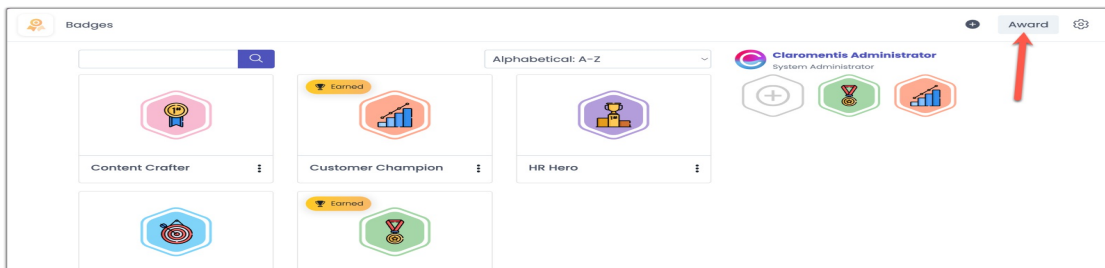 Badges
Award
Alphabetical: A-Z
Claromentis Administrator
System Administrator
Earned
Content Crafter
Customer Champion
HR Hero
Earned